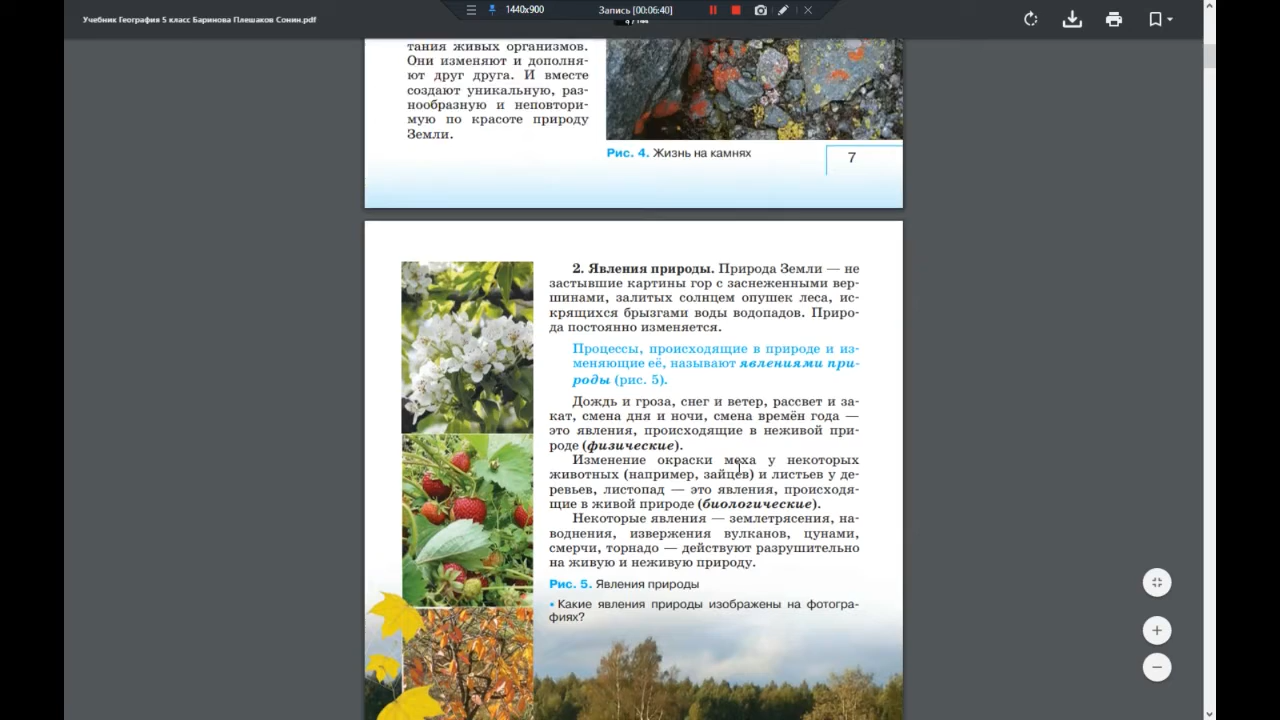 Учебник География 5 класс Баринова Плешаков Сонин.pdf
1440x900
Запись [00:06:40]
тания живых организмов.
Они изменяют и дополня-
ют друг друга. И вместе
создают уникальную, раз-
нообразную и неповтори-
мую по красоте природу
Земли.
Рис. 4. Жизнь на камнях
7
2. Явления природы. Природа Земли — не
застывшие картины гор с заснеженными вер-
шинами, залитых солнцем опушек леса, ис-
крящихся брызгами воды водопадов. Приро-
да постоянно изменяется.
Процессы, происходящие в природе и из-
меняющие её, называют явлениями при-
роды (рис. 5).
Дождь и гроза, снег и ветер, рассвет и за-
кат, смена дня и ночи, смена времён года —
это явления, происходящие в неживой при-
роде (физические).
Изменение окраски меха у некоторых
животных (например, зайцев) и листьев у де-
ревьев, листопад — это явления, происходя-
щие в живой природе (биологические).
Некоторые явления — землетрясения, на-
воднения, извержения вулканов, цунами,
смерчи, торнадо — действуют разрушительно
на живую и неживую природу.
Рис. 5. Явления природы
• Какие явления природы изображены на фотогра-
фиях?